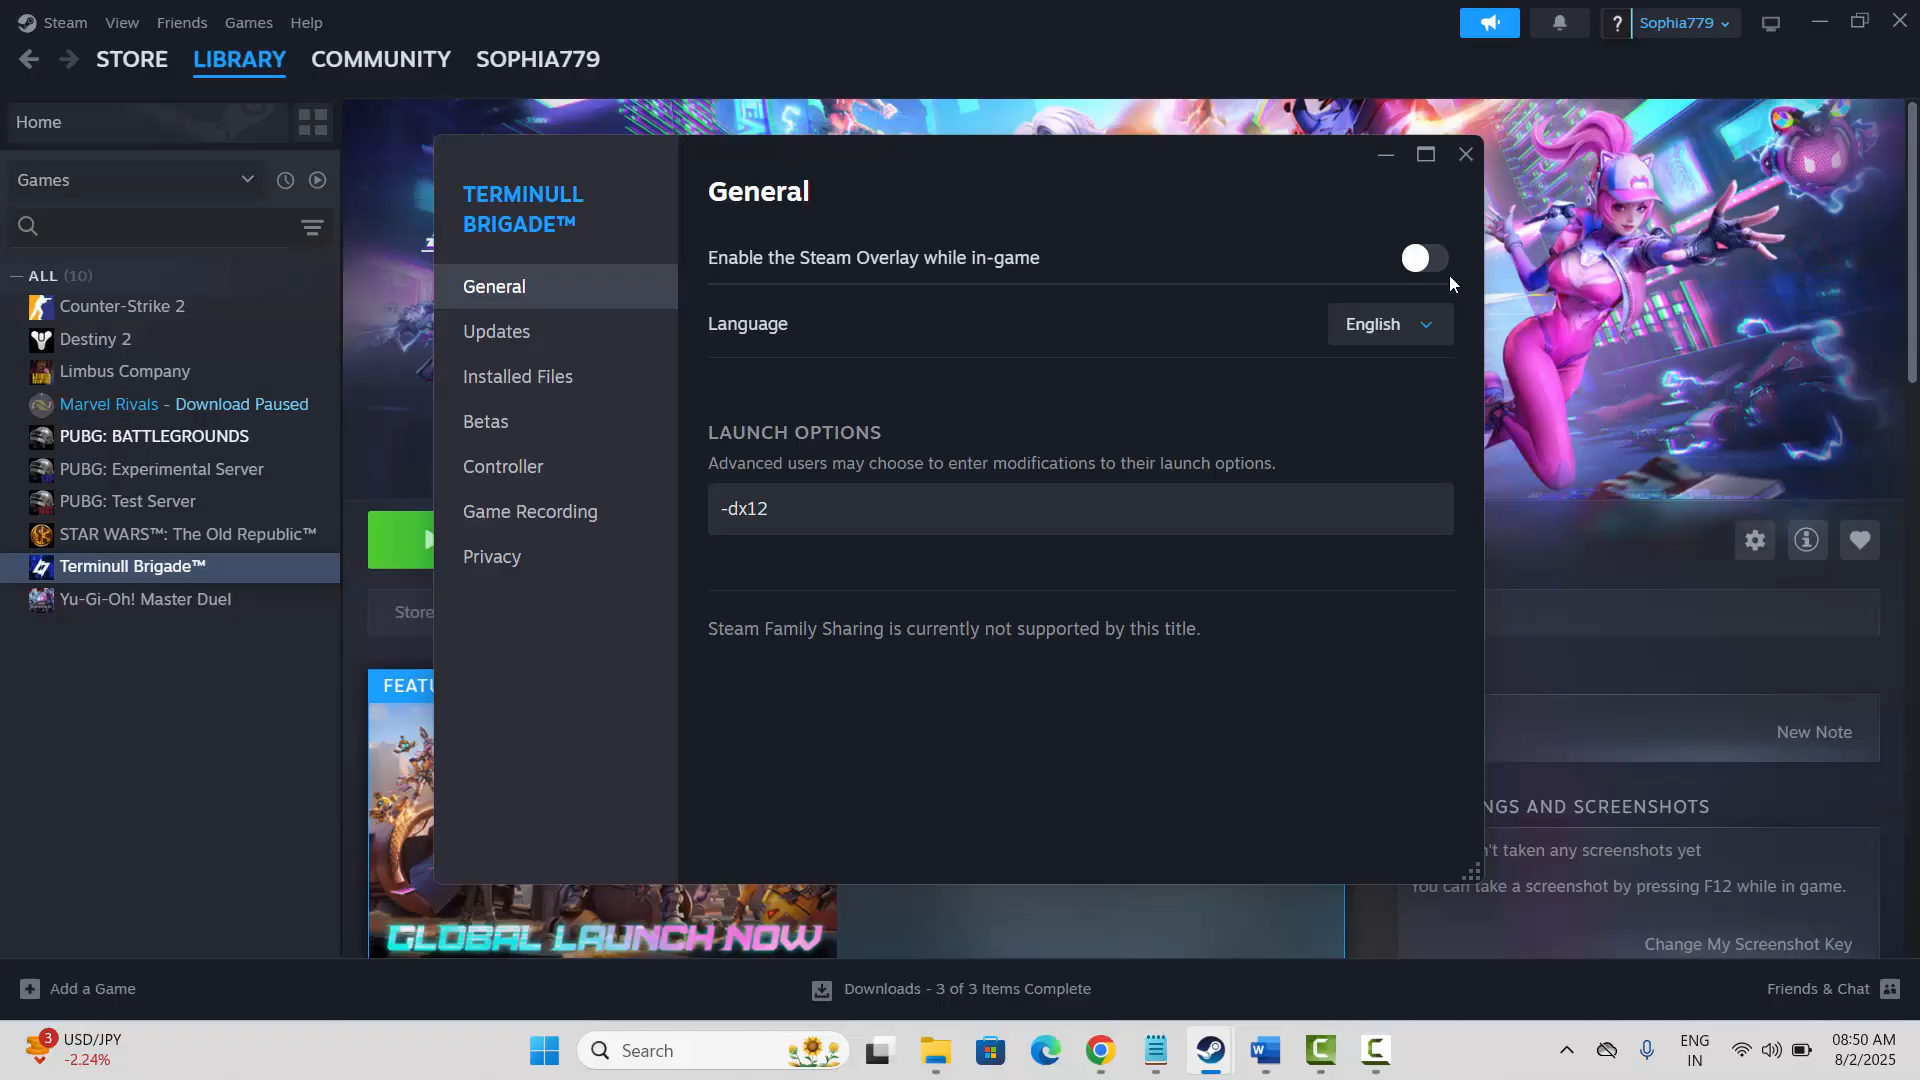 Steam View Friends Games Help
? Sophia779
STORE LIBRARY COMMUNITY SOPHIA779
Home
Games
ALL (10)
Counter-Strike 2
Destiny 2
Limbus Company
Marvel Rivals - Download Paused
PUBG: BATTLEGROUNDS
PUBG: Experimental Server
PUBG: Test Server
STAR WARS™: The Old Republic™
Terminull Brigade™
Yu-Gi-Oh! Master Duel
TERMINULL
BRIGADE™
General
Updates
Installed Files
Betas
Controller
Game Recording
Privacy
General
Enable the Steam Overlay while in-game
Language
English
LAUNCH OPTIONS
Advanced users may choose to enter modifications to their launch options.
-dx12
Steam Family Sharing is currently not supported by this title.
Store
FEATU
GLOBAL LAUNCH NOW
New Note
NGS AND SCREENSHOTS
n't taken any screenshots yet
You can take a screenshot by pressing F12 while in game.
Change My Screenshot Key
Add a Game
Downloads - 3 of 3 Items Complete
Friends & Chat
3
USD/JPY
-2.24%
Search
ENG
IN
08:50 AM
8/2/2025